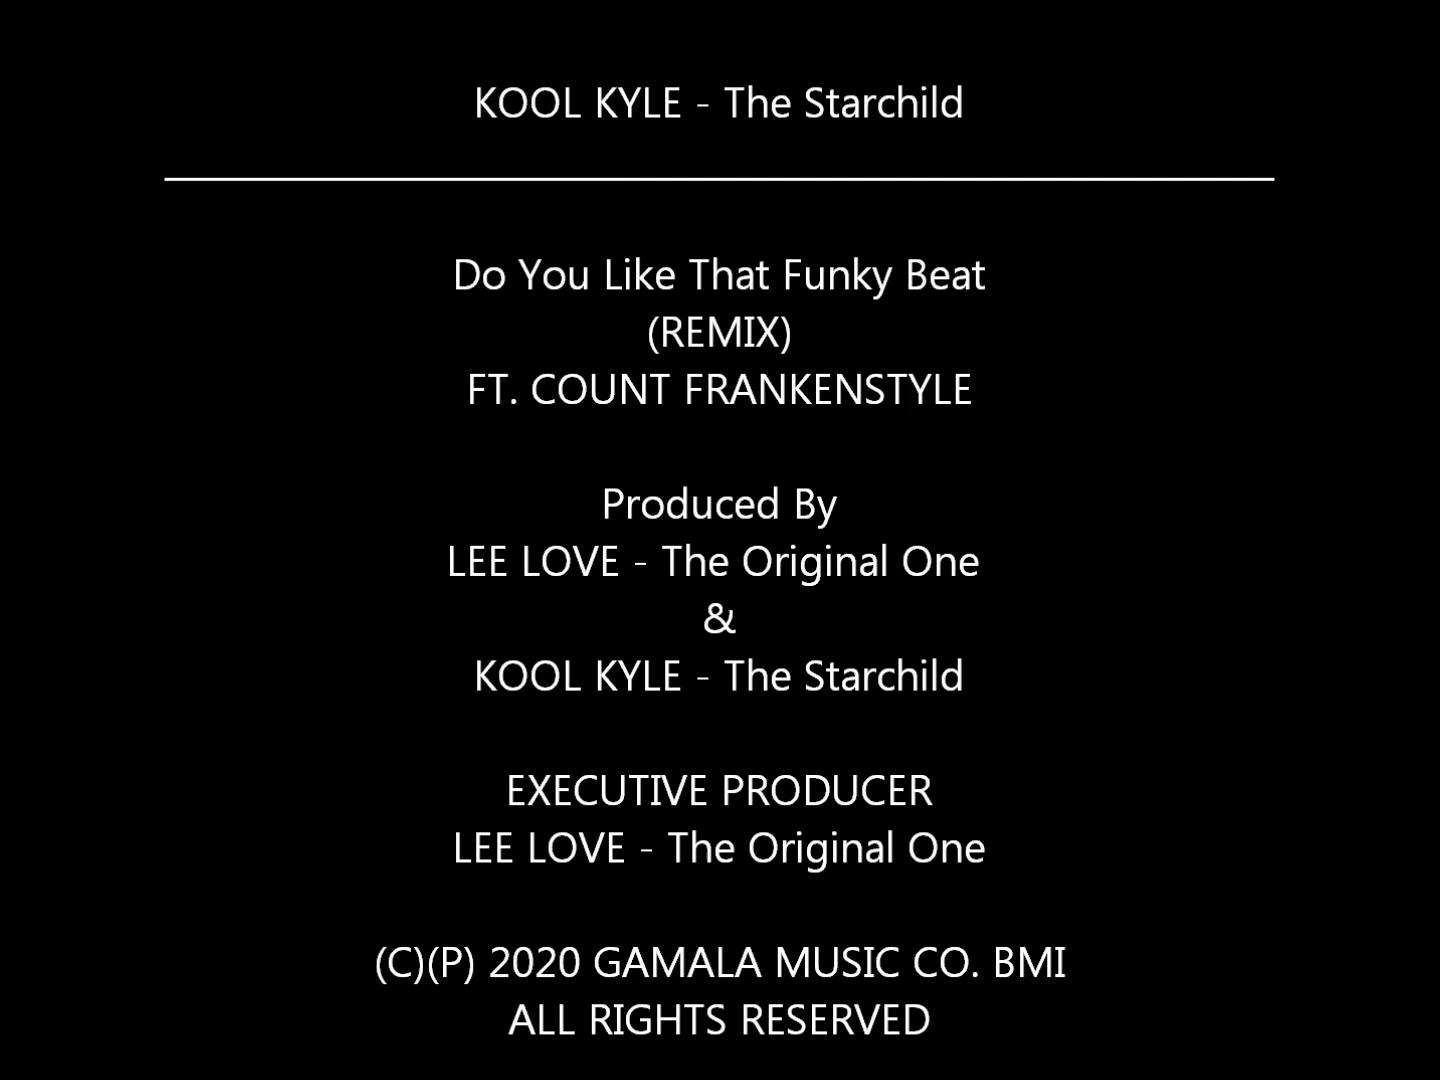 KOOL KYLE - The Starchild
Do You Like That Funky Beat
(REMIX)
FT. COUNT FRANKENSTYLE
Produced By
LEE LOVE - The Original One
&
KOOL KYLE - The Starchild
EXECUTIVE PRODUCER
LEE LOVE - The Original One
(C)(P) 2020 GAMALA MUSIC CO. BMI
ALL RIGHTS RESERVED